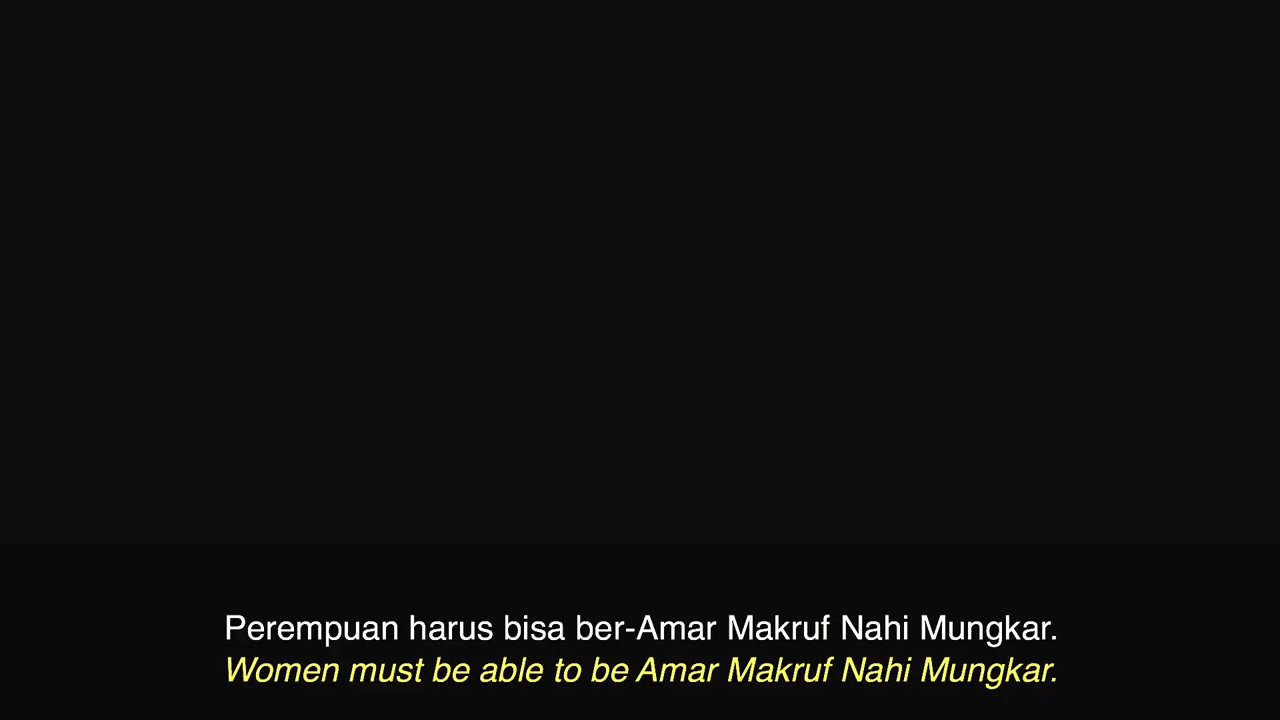 Perempuan harus bisa ber-Amar Makruf Nahi Mungkar.
Women must be able to be Amar Makruf Nahi Mungkar.